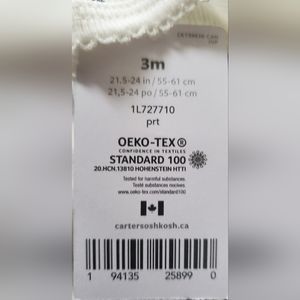 3m
21.5-24 in / 55-61 cm
21,5-24 po / 55-61 cm
1L727710
prt
OEKO-TEX®
CONFIDENCE IN TEXTILES
STANDARD 100
20.HCN.13810 HOHENSTEIN HTTI
Tested for harmful substances
Testé substances nocives
www.oeko-tex.com/standard100
cartersoshkosh.ca
1 94135 25899 0